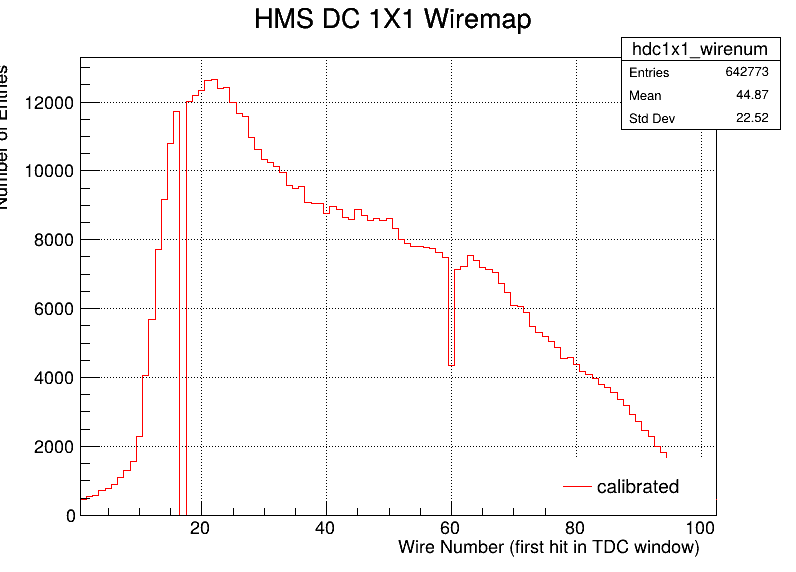 HMS DC 1X1 Wiremap
hdc1x1_wirenum
Entries 642773
Mean 44.87
Std Dev 22.52
Number of Entries
12000
10000
8000
6000
4000
2000
0
calibrated
20 40 60 80 100
Wire Number (first hit in TDC window)